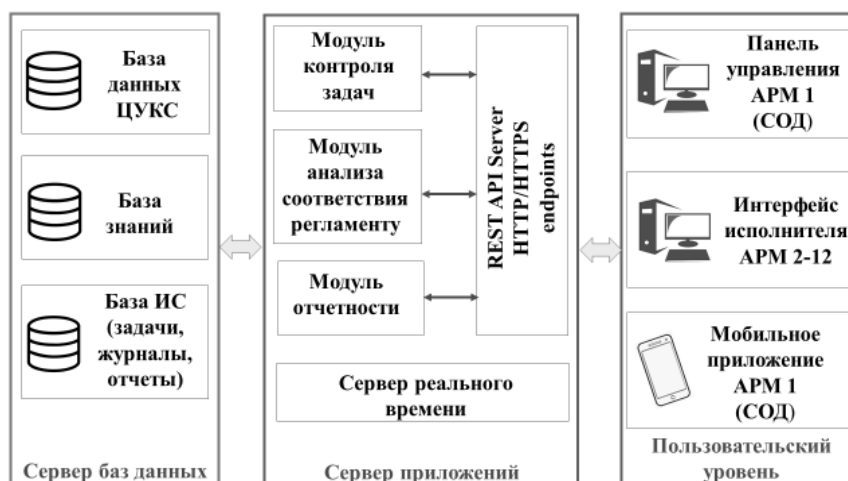 База
данных
ЦУКС
База
знаний
База ИС
(задачи,
журналы,
отчеты)
Сервер баз данных
Модуль
контроля
задач
Модуль
анализа
соответствия
регламенту
Модуль
отчетности
REST API Server
HTTP/HTTPS
endpoints
Сервер реального
времени
Сервер приложений
Панель
управления
АРМ 1
(СОД)
Интерфейс
исполнителя
АРМ 2-12
Мобильное
приложение
АРМ 1
(СОД)
Пользовательский
уровень